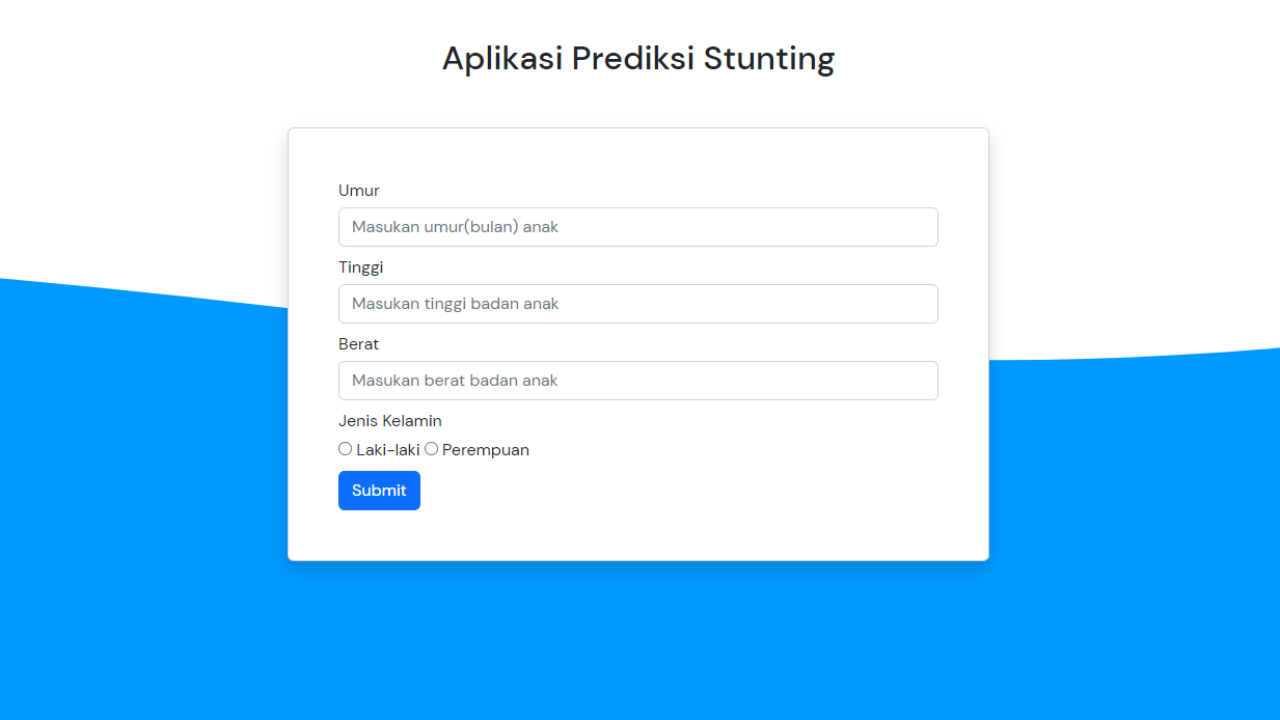 Aplikasi Prediksi Stunting
Umur
Masukan umur(bulan) anak
Tinggi
Masukan tinggi badan anak
Berat
Masukan berat badan anak
Jenis Kelamin
Laki-laki Perempuan
Submit